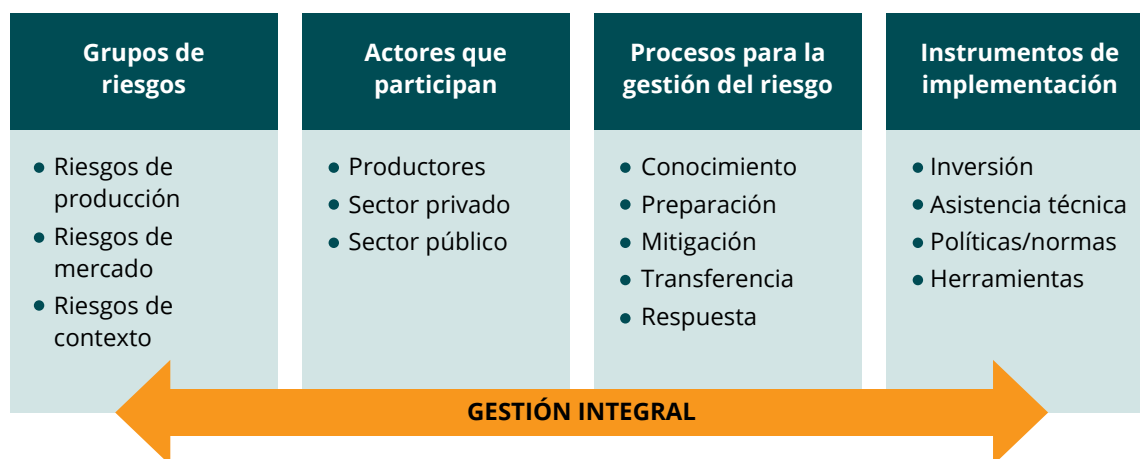 Grupos de
riesgos
Riesgos de
producción
Riesgos de
mercado
Riesgos de
contexto
Actores que
participan
Productores
Sector privado
Sector público
Procesos para la
gestión del riesgo
Conocimiento
Preparación
Mitigación
Transferencia
Respuesta
Instrumentos de
implementación
Inversión
Asistencia técnica
Políticas/normas
Herramientas
GESTIÓN INTEGRAL